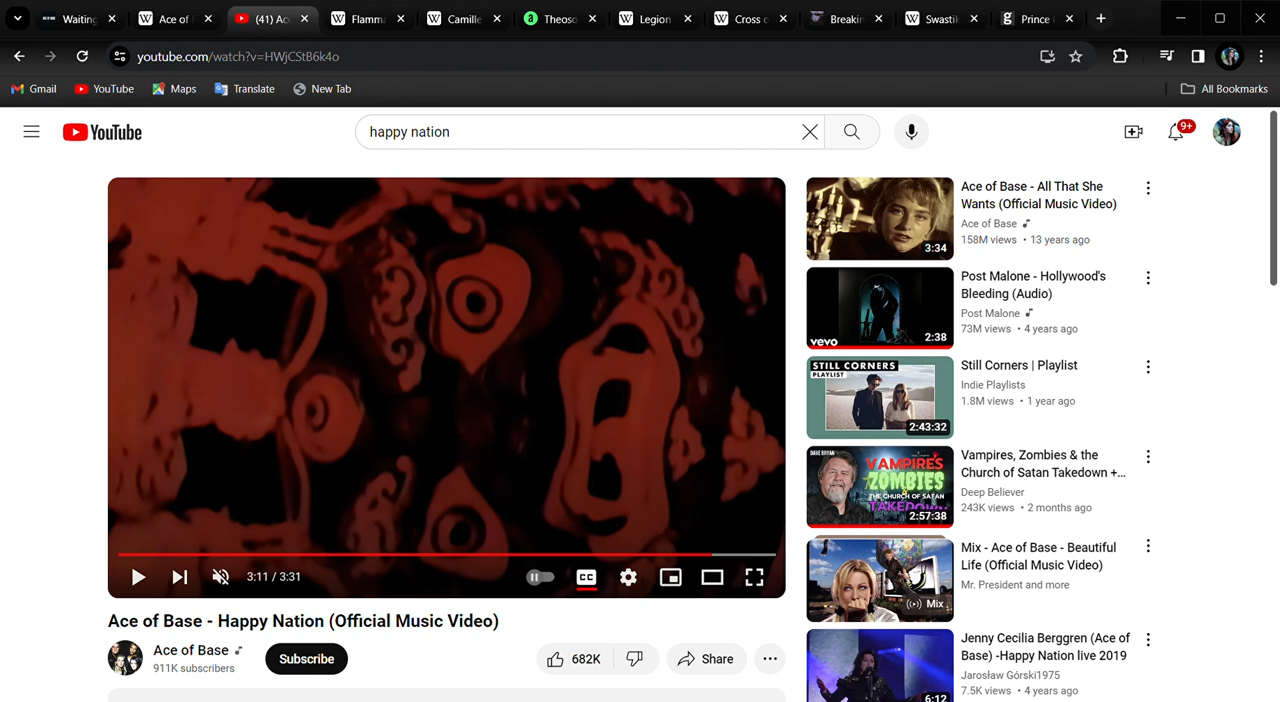 Waiting
Ace of
(41) Ac
Flamm
Camille
Theoso
Legion
Cross o
Breakin
Swastik
Prince
youtube.com/watch?v=HWjCStB6k4o
Gmail
YouTube
Maps
Translate
New Tab
All Bookmarks
YouTube
happy nation
9+
3:11 / 3:31
CC
Ace of Base - Happy Nation (Official Music Video)
Ace of Base
911K subscribers
Subscribe
682K
Share
3:34
Ace of Base - All That She
Wants (Official Music Video)
Ace of Base
158M views • 13 years ago
vevo
2:38
Post Malone - Hollywood's
Bleeding (Audio)
Post Malone
73M views • 4 years ago
STILL CORNERS
PLAYLIST
2:43:32
Still Corners | Playlist
Indie Playlists
1.8M views • 1 year ago
DAVE BRYAN
VAMPIRES
ZOMBIES
THE CHURCH OF SATAN
TAKEDOWN
2:57:38
Vampires, Zombies & the
Church of Satan Takedown +...
Deep Believer
243K views • 2 months ago
Mix
Mix - Ace of Base - Beautiful
Life (Official Music Video)
Mr. President and more
6:12
Jenny Cecilia Berggren (Ace of
Base) -Happy Nation live 2019
Jarosław Górski1975
7.5K views • 4 years ago